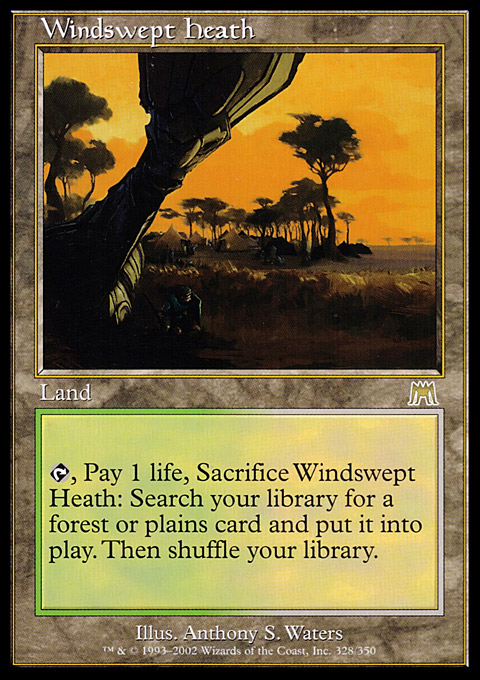 Windswept Heath
Land
, Pay 1 life, Sacrifice Windswept
Heath: Search your library for a
forest or plains card and put it into
play. Then shuffle your library.
Illus. Anthony S. Waters
™ & © 1993–2002 Wizards of the Coast, Inc. 328/350